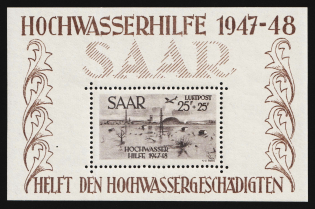 HOCHWASSERHILFE 1947-48
SAAR
SAAR
LUFTPOST
25F+25F
HOCHWASSER
HILFE 1947-48
HELFT DEN HOCHWASSERGESCHÄDIGTEN